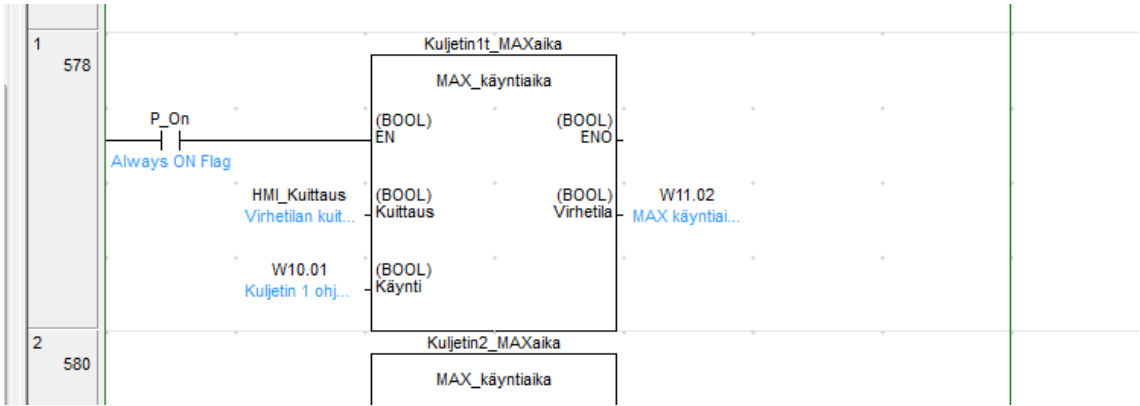 1
578
Kuljetin1t_MAXaika
MAX_käyntiaika
P_On
Always ON Flag
(BOOL)
EN
(BOOL)
ENO
HMI_Kuittaus
Virhetilan kuit...
(BOOL)
Kuittaus
(BOOL)
Virhetila
W11.02
MAX käyntiai...
W10.01
Kuljetin 1 ohj...
(BOOL)
Käynti
2
580
Kuljetin2_MAXaika
MAX_käyntiaika